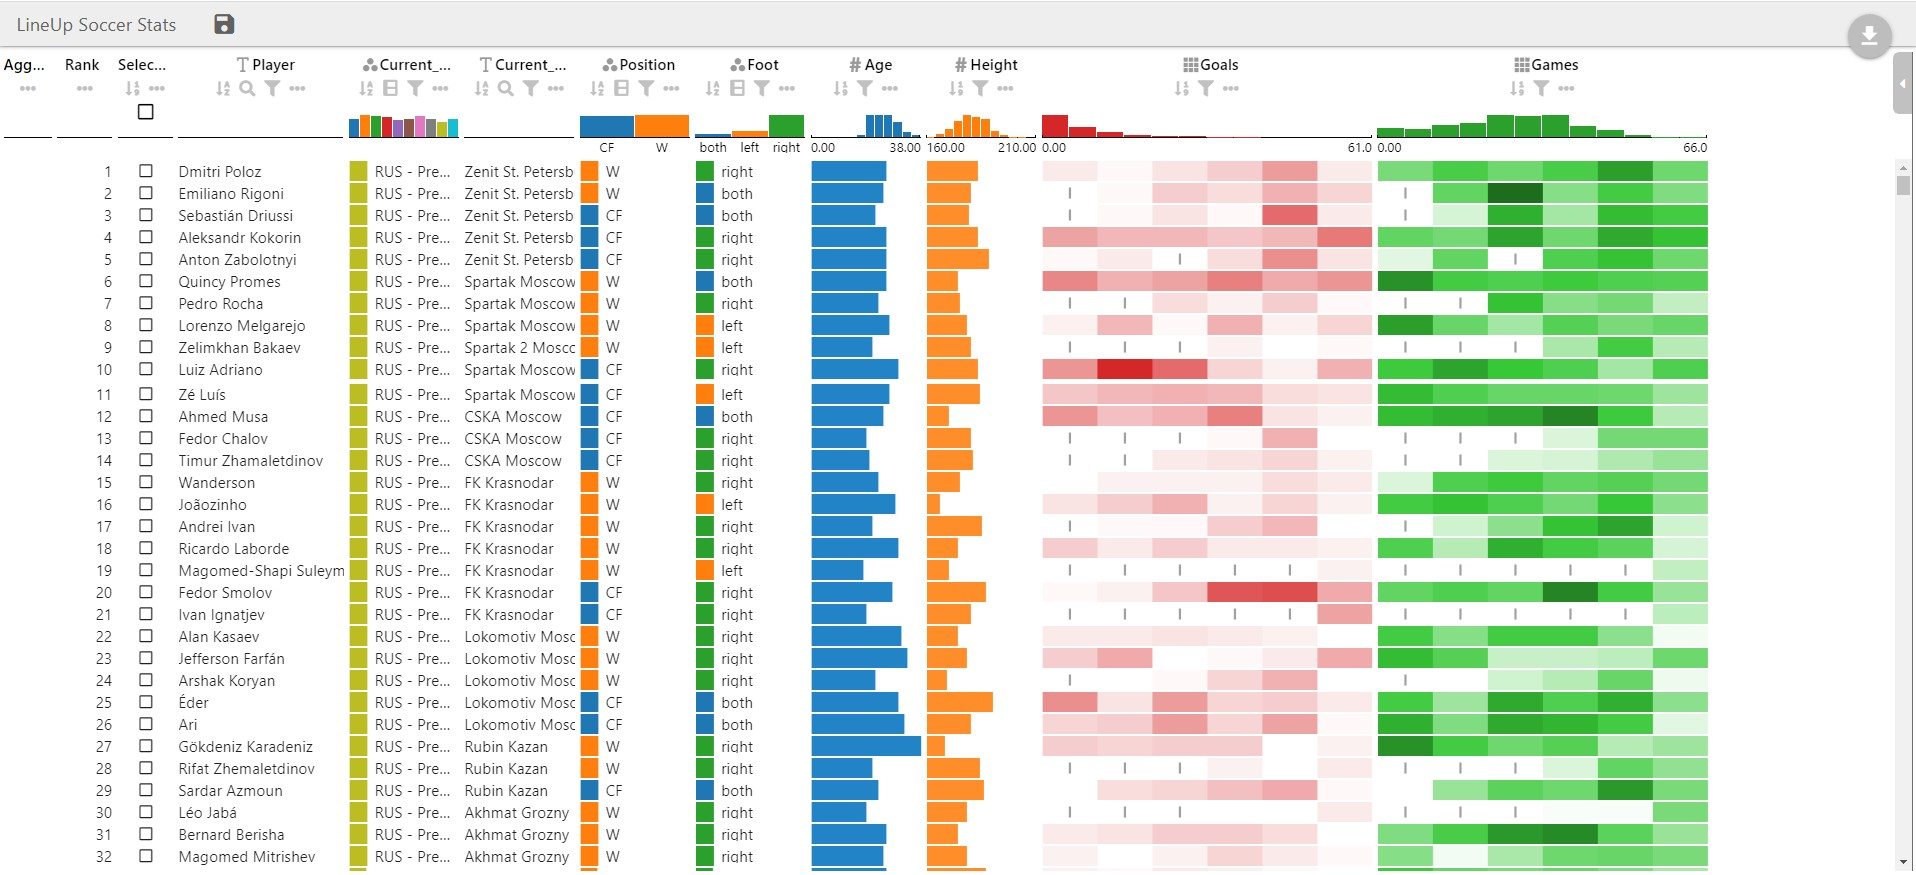 LineUp Soccer Stats
Agg... Rank Selec... Player Current_... Current_... Position Foot Age Height Goals Games
CF W both left right 0.00 38.00 160.00 210.00 0.00 61.0 0.00 66.0
1 Dmitri Poloz RUS - Pre... Zenit St. Petersb W right
2 Emiliano Rigoni RUS - Pre... Zenit St. Petersb W both
3 Sebastián Driussi RUS - Pre... Zenit St. Petersb CF both
4 Aleksandr Kokorin RUS - Pre... Zenit St. Petersb CF right
5 Anton Zabolotnyi RUS - Pre... Zenit St. Petersb CF right
6 Quincy Promes RUS - Pre... Spartak Moscow W both
7 Pedro Rocha RUS - Pre... Spartak Moscow W right
8 Lorenzo Melgarejo RUS - Pre... Spartak Moscow W left
9 Zelimkhan Bakaev RUS - Pre... Spartak 2 Moscc W left
10 Luiz Adriano RUS - Pre... Spartak Moscow CF right
11 Zé Luís RUS - Pre... Spartak Moscow CF left
12 Ahmed Musa RUS - Pre... CSKA Moscow CF both
13 Fedor Chalov RUS - Pre... CSKA Moscow CF right
14 Timur Zhamaletdinov RUS - Pre... CSKA Moscow CF right
15 Wanderson RUS - Pre... FK Krasnodar W right
16 Joãozinho RUS - Pre... FK Krasnodar W left
17 Andrei Ivan RUS - Pre... FK Krasnodar W right
18 Ricardo Laborde RUS - Pre... FK Krasnodar W right
19 Magomed-Shapi Suleym RUS - Pre... FK Krasnodar W left
20 Fedor Smolov RUS - Pre... FK Krasnodar CF right
21 Ivan Ignatjev RUS - Pre... FK Krasnodar CF right
22 Alan Kasaev RUS - Pre... Lokomotiv Mosc W right
23 Jefferson Farfán RUS - Pre... Lokomotiv Mosc W right
24 Arshak Koryan RUS - Pre... Lokomotiv Mosc W right
25 Éder RUS - Pre... Lokomotiv Mosc CF both
26 Ari RUS - Pre... Lokomotiv Mosc CF both
27 Gökdeniz Karadeniz RUS - Pre... Rubin Kazan W right
28 Rifat Zhemaletdinov RUS - Pre... Rubin Kazan W right
29 Sardar Azmoun RUS - Pre... Rubin Kazan CF both
30 Léo Jabá RUS - Pre... Akhmat Grozny W right
31 Bernard Berisha RUS - Pre... Akhmat Grozny W right
32 Magomed Mitrishev RUS - Pre... Akhmat Grozny W right